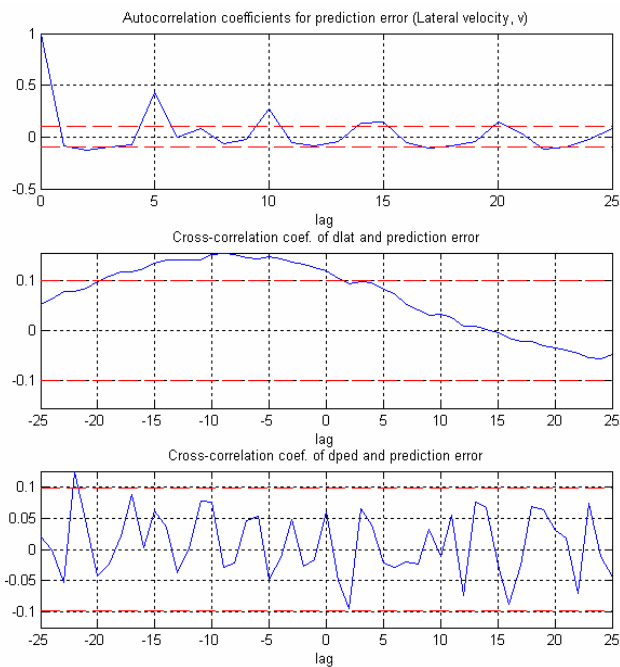 Autocorrelation coefficients for prediction error (Lateral velocity, v)
1
0.5
0
-0.5
0 5 10 15 20 25
lag
Cross-correlation coef. of dlat and prediction error
0.1
0
-0.1
-25 -20 -15 -10 -5 0 5 10 15 20 25
lag
Cross-correlation coef. of dped and prediction error
0.1
0.05
0
-0.05
-0.1
-25 -20 -15 -10 -5 0 5 10 15 20 25
lag